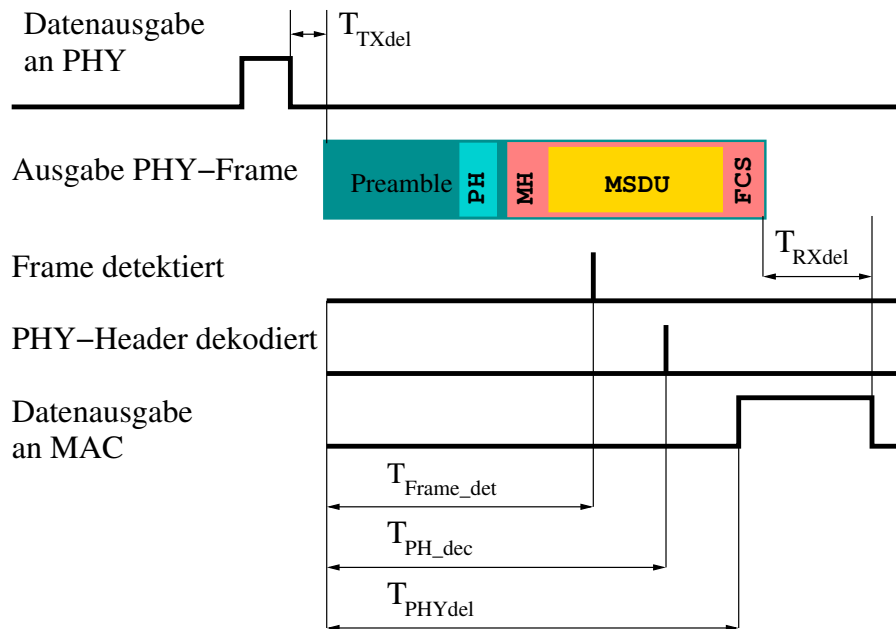 Datenausgabe
an PHY
T_TXdel
Ausgabe PHY−Frame
Preamble PH MH MSDU FCS
T_RXdel
Frame detektiert
PHY−Header dekodiert
Datenausgabe
an MAC
T_Frame_det
T_PH_dec
T_PHYdel